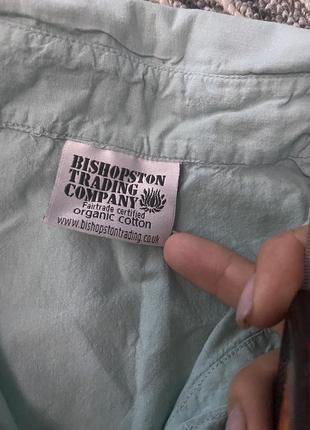 BISHOPSTON
TRADING
COMPANY
Fairtrade certified
organic cotton
www.bishopstontrading.co.uk